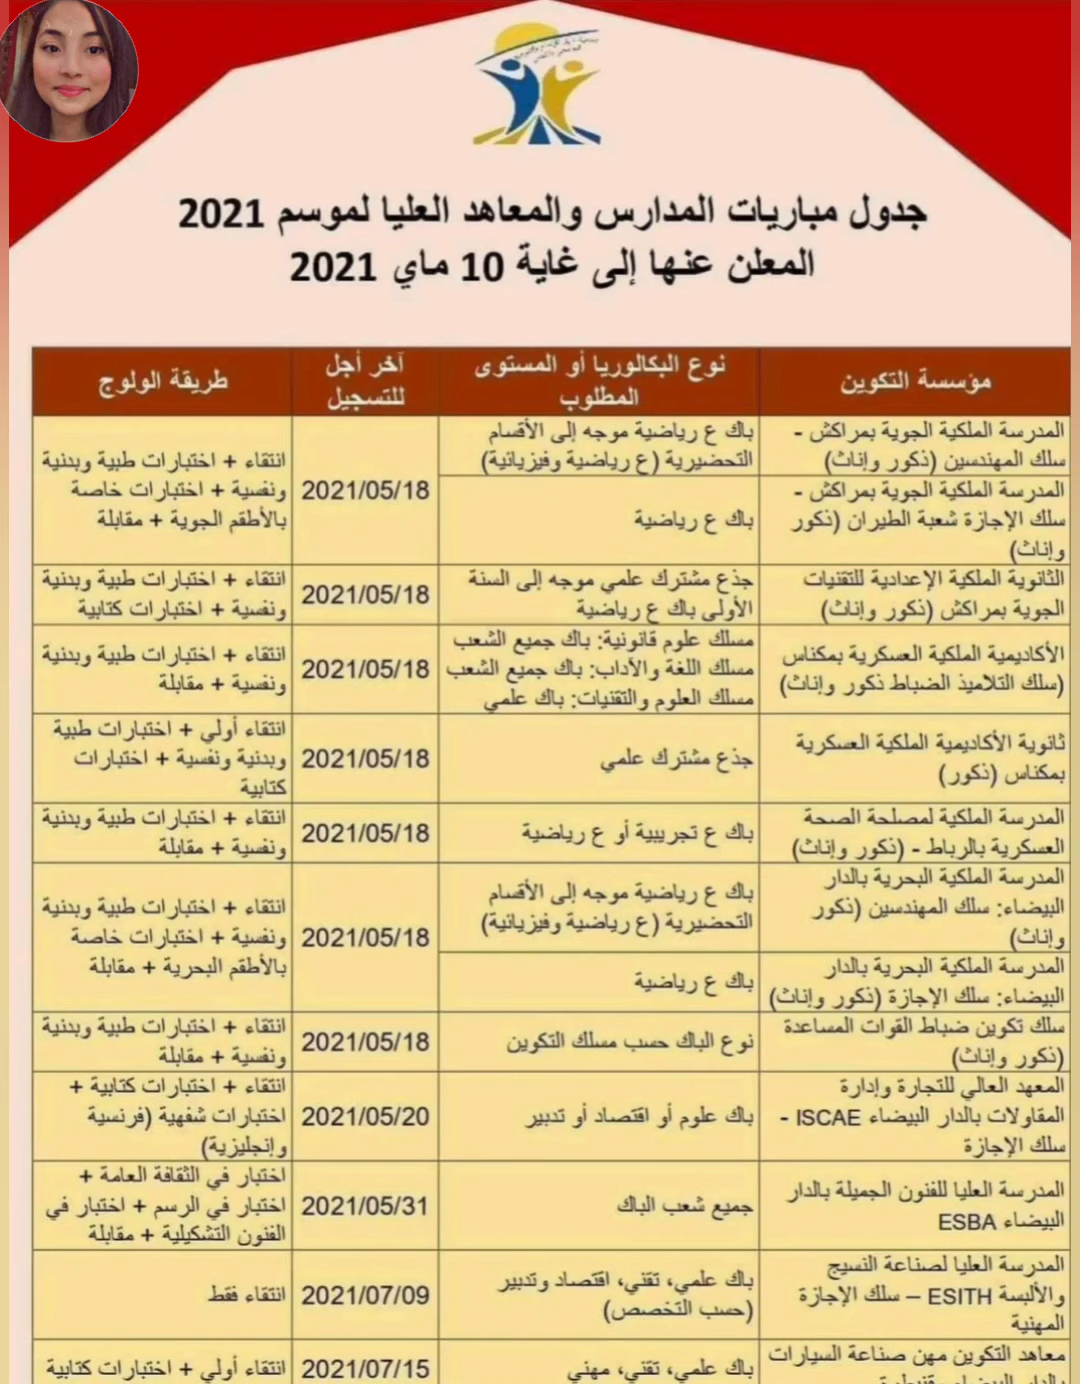 جدول مباريات المدارس والمعاهد العليا لموسم 2021
المعلن عنها إلى غاية 10 ماي 2021
مؤسسة التكوين
نوع البكالوريا أو المستوى
المطلوب
آخر أجل
للتسجيل
طريقة الولوج
المدرسة الملكية الجوية بمراكش -
سلك المهندسين (ذكور وإناث)
باك ع رياضية موجه إلى الأقسام
التحضيرية (ع رياضية وفيزيائية)
2021/05/18
انتقاء + اختبارات طبية وبدنية
ونفسية + اختبارات خاصة
بالأطقم الجوية + مقابلة
المدرسة الملكية الجوية بمراكش -
سلك الإجازة شعبة الطيران (ذكور
وإناث)
باك ع رياضية
الثانوية الملكية الإعدادية للتقنيات
الجوية بمراكش (ذكور وإناث)
جذع مشترك علمي موجه إلى السنة
الأولى باك ع رياضية
2021/05/18
انتقاء + اختبارات طبية وبدنية
ونفسية + اختبارات كتابية
الأكاديمية الملكية العسكرية بمكناس
(سلك التلاميذ الضباط ذكور وإناث)
مسلك علوم قانونية: باك جميع الشعب
مسلك اللغة والآداب: باك جميع الشعب
مسلك العلوم والتقنيات: باك علمي
2021/05/18
انتقاء + اختبارات طبية وبدنية
ونفسية + مقابلة
ثانوية الأكاديمية الملكية العسكرية
بمكناس (ذكور)
جذع مشترك علمي
2021/05/18
انتقاء أولي + اختبارات طبية
وبدنية ونفسية + اختبارات
كتابية
المدرسة الملكية لمصلحة الصحة
العسكرية بالرباط - (ذكور وإناث)
باك ع تجريبية أو ع رياضية
2021/05/18
انتقاء + اختبارات طبية وبدنية
ونفسية + مقابلة
المدرسة الملكية البحرية بالدار
البيضاء: سلك المهندسين (ذكور
وإناث)
باك ع رياضية موجه إلى الأقسام
التحضيرية (ع رياضية وفيزيائية)
2021/05/18
انتقاء + اختبارات طبية وبدنية
ونفسية + اختبارات خاصة
بالأطقم البحرية + مقابلة
المدرسة الملكية البحرية بالدار
البيضاء: سلك الإجازة (ذكور وإناث)
باك ع رياضية
سلك تكوين ضباط القوات المساعدة
(ذكور وإناث)
نوع الباك حسب مسلك التكوين
2021/05/18
انتقاء + اختبارات طبية وبدنية
ونفسية + مقابلة
المعهد العالي للتجارة وإدارة
المقاولات بالدار البيضاء ISCAE -
سلك الإجازة
باك علوم أو اقتصاد أو تدبير
2021/05/20
انتقاء + اختبارات كتابية +
اختبارات شفهية (فرنسية
وإنجليزية)
المدرسة العليا للفنون الجميلة بالدار
البيضاء ESBA
جميع شعب الباك
2021/05/31
اختبار في الثقافة العامة +
اختبار في الرسم + اختبار في
الفنون التشكيلية + مقابلة
المدرسة العليا لصناعة النسيج
والألبسة ESITH – سلك الإجازة
المهنية
باك علمي، تقني، اقتصاد وتدبير
(حسب التخصص)
2021/07/09
انتقاء فقط
معاهد التكوين مهن صناعة السيارات
باك علمي، تقني، مهني
2021/07/15
انتقاء أولي + اختبارات كتابية